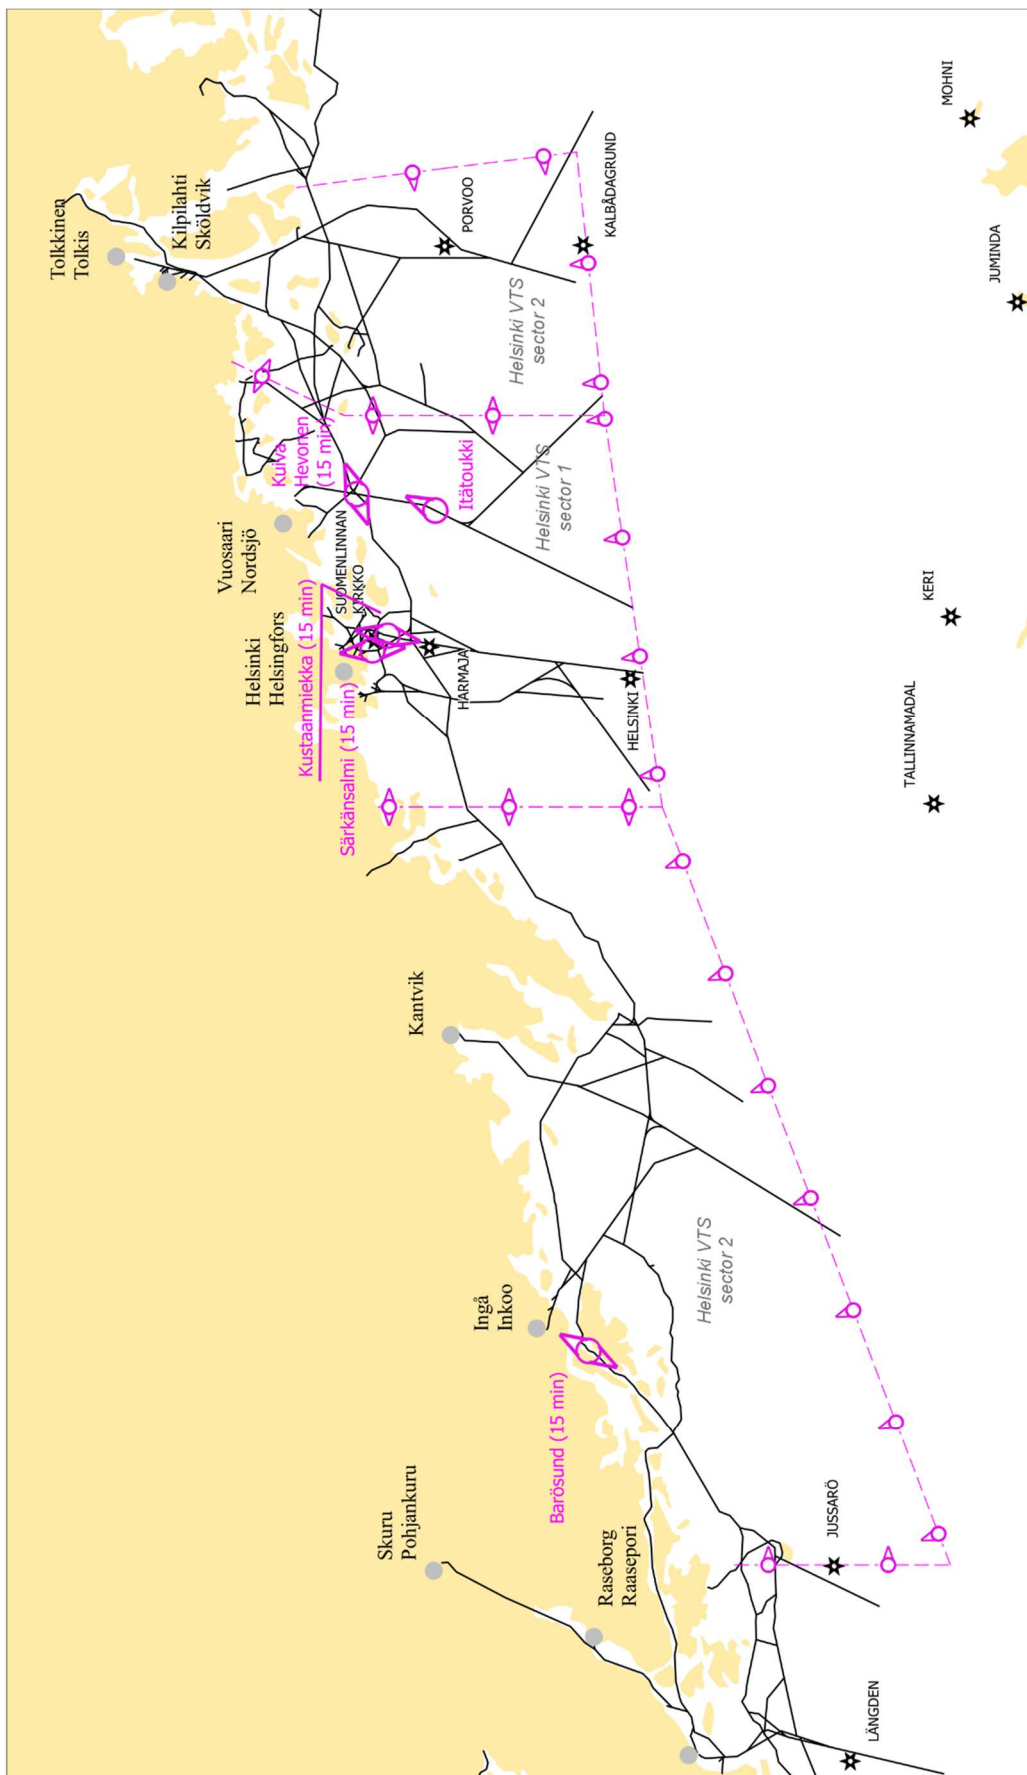 Skuru
Pohjankuru
Raseborg
Raasepori
LÄNGDEN
JUSSARÖ
Barösund (15 min)
Ingå
Inkoo
Helsinki VTS
sector 2
Kantvik
Särkänsalmi (15 min)
Kustaanmiekka (15 min)
Helsinki
Helsingfors
SUOMENLINNAN
KIRKKO
HARMAJA
HELSINKI
TALLINNAMADAL
KERI
Vuosaari
Nordsjö
Kuiva
Hevonen
(15 min)
Itätoukki
Helsinki VTS
sector 1
Helsinki VTS
sector 2
Tolkkinen
Tolkis
Kilpilahti
Sköldvik
PORVOO
KALBÅDAGRUND
JUMINDA
MOHNI